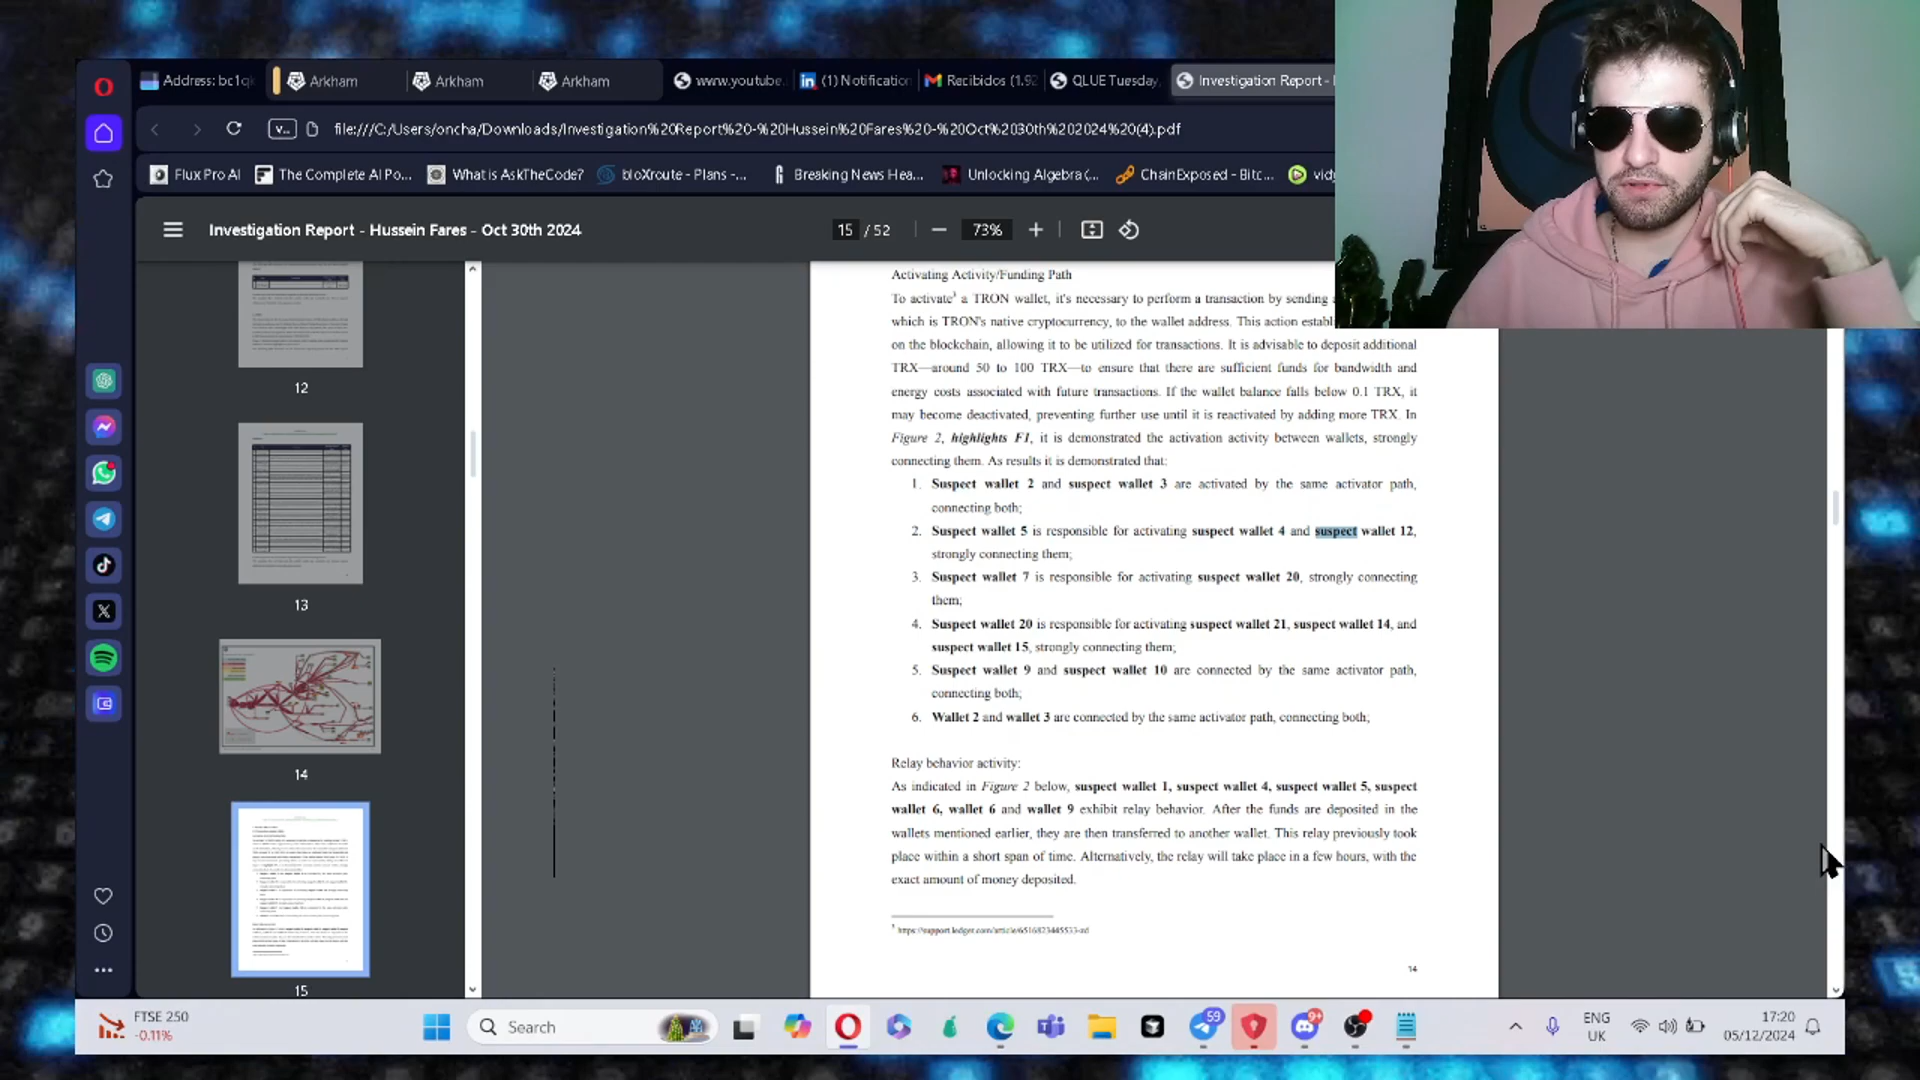 Address: bc1q
Arkham
Arkham
Arkham
www.youtube.
(1) Notification
Recibidos (1.92
QLUE Tuesday,
Investigation Report -
v...
file:///C:/Users/oncha/Downloads/Investigation%20Report%20-%20Hussein%20Fares%20-%20Oct%2030th%202024%20(4).pdf
Flux Pro AI
The Complete AI Po...
What is AskTheCode?
bloXroute - Plans -...
Breaking News Hea...
Unlocking Algebra (...
ChainExposed - Bitc...
Investigation Report - Hussein Fares - Oct 30th 2024
15 / 52
73%
12
13
14
15
Activating Activity/Funding Path
To activate³ a TRON wallet, it's necessary to perform a transaction by sending
which is TRON's native cryptocurrency, to the wallet address. This action
on the blockchain, allowing it to be utilized for transactions. It is advisable to deposit additional
TRX—around 50 to 100 TRX—to ensure that there are sufficient funds for bandwidth and
energy costs associated with future transactions. If the wallet balance falls below 0.1 TRX, it
may become deactivated, preventing further use until it is reactivated by adding more TRX. In
Figure 2, highlights F1, it is demonstrated the activation activity between wallets, strongly
connecting them. As results it is demonstrated that:
1. Suspect wallet 2 and suspect wallet 3 are activated by the same activator path,
connecting both;
2. Suspect wallet 5 is responsible for activating suspect wallet 4 and suspect wallet 12,
strongly connecting them;
3. Suspect wallet 7 is responsible for activating suspect wallet 20, strongly connecting
them;
4. Suspect wallet 20 is responsible for activating suspect wallet 21, suspect wallet 14, and
suspect wallet 15, strongly connecting them;
5. Suspect wallet 9 and suspect wallet 10 are connected by the same activator path,
connecting both;
6. Wallet 2 and wallet 3 are connected by the same activator path, connecting both;
Relay behavior activity:
As indicated in Figure 2 below, suspect wallet 1, suspect wallet 4, suspect wallet 5, suspect
wallet 6, wallet 6 and wallet 9 exhibit relay behavior. After the funds are deposited in the
wallets mentioned earlier, they are then transferred to another wallet. This relay previously took
place within a short span of time. Alternatively, the relay will take place in a few hours, with the
exact amount of money deposited.
14
FTSE 250
-0.11%
Search
59
9+
ENG
UK
17:20
05/12/2024